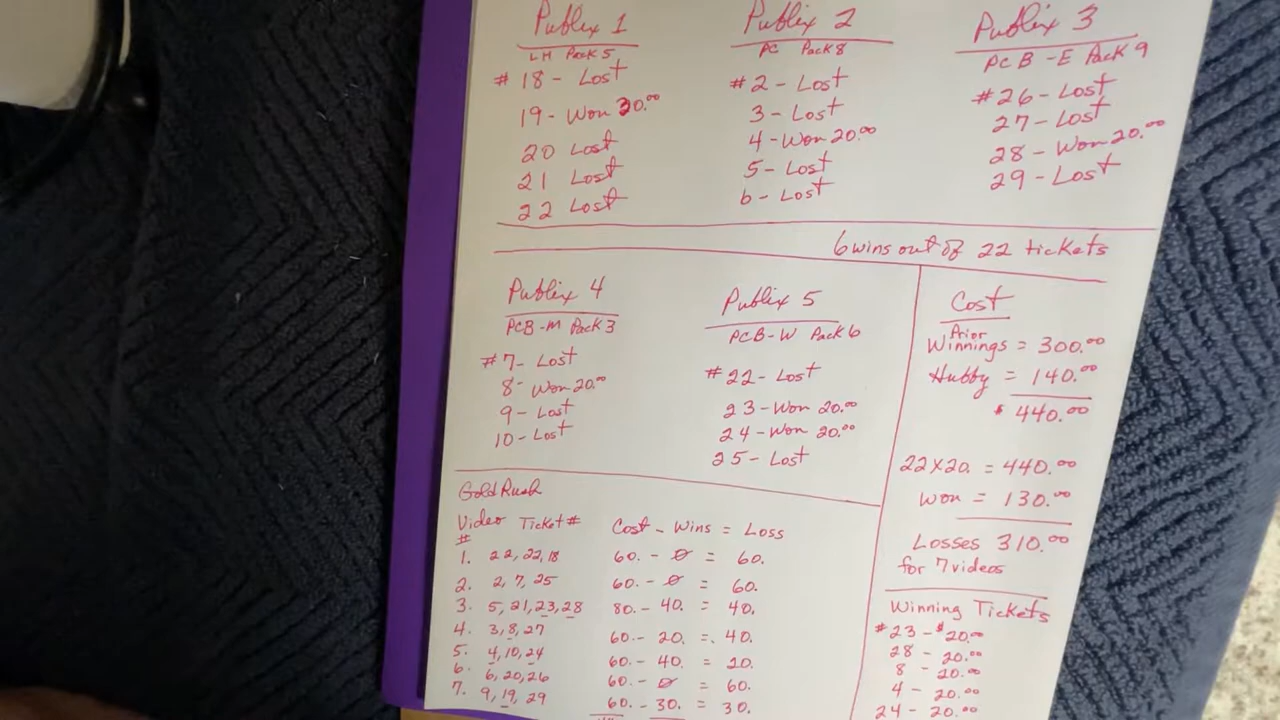 Publix 1
LH Pack 5
# 18 - Lost
19 - Won 30.00
20 Lost
21 Lost
22 Lost
Publix 2
PC Pack 8
#2 - Lost
3 - Lost
4 - Won 20.00
5 - Lost
6 - Lost
Publix 3
PCB - E Pack 9
#26 - Lost
27 - Lost
28 - Won 20.00
29 - Lost
6 wins out of 22 tickets
Publix 4
PCB - M Pack 3
#7 - Lost
8 - Won 20.00
9 - Lost
10 - Lost
Publix 5
PCB - W Pack 6
#22 - Lost
23 - Won 20.00
24 - Won 20.00
25 - Lost
Cost
Prior
Winnings = 300.00
Hubby = 140.00
$ 440.00
22 X 20. = 440.00
Won = 130.00
Losses 310.00
for 7 videos
Gold Rush
Video Ticket # Cost - Wins = Loss
#
1. 22, 22, 18 60. - 0 = 60.
2. 2, 7, 25 60. - 0 = 60.
3. 5, 21, 23, 28 80. - 40. = 40.
4. 3, 8, 27 60. - 20. = 40.
5. 4, 10, 24 60. - 40. = 20.
6. 6, 20, 26 60. - 0 = 60.
7. 9, 19, 29 60. - 30. = 30.
Winning Tickets
#23 - $20.00
28 - 20.00
8 - 20.00
4 - 20.00
24 - 20.00